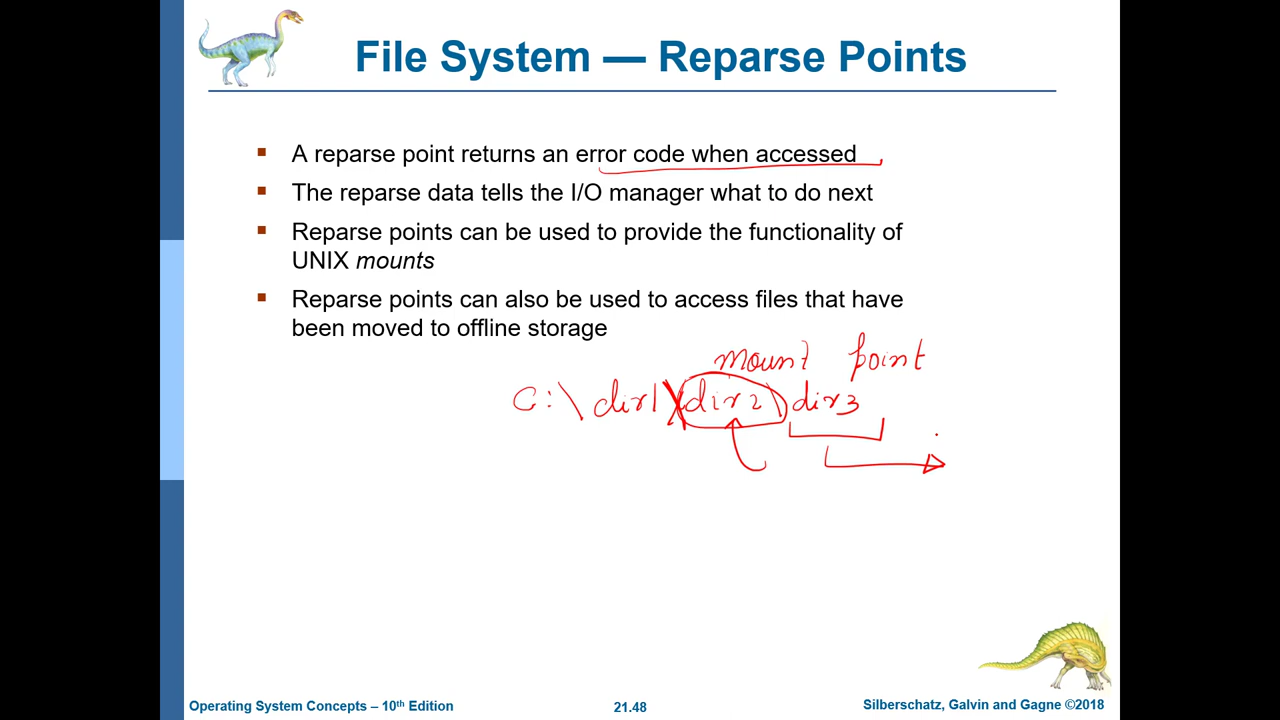 File System — Reparse Points
A reparse point returns an error code when accessed
The reparse data tells the I/O manager what to do next
Reparse points can be used to provide the functionality of
UNIX mounts
Reparse points can also be used to access files that have
been moved to offline storage
mount point
C:\dir1\dir2\dir3
Operating System Concepts – 10th Edition
21.48
Silberschatz, Galvin and Gagne ©2018